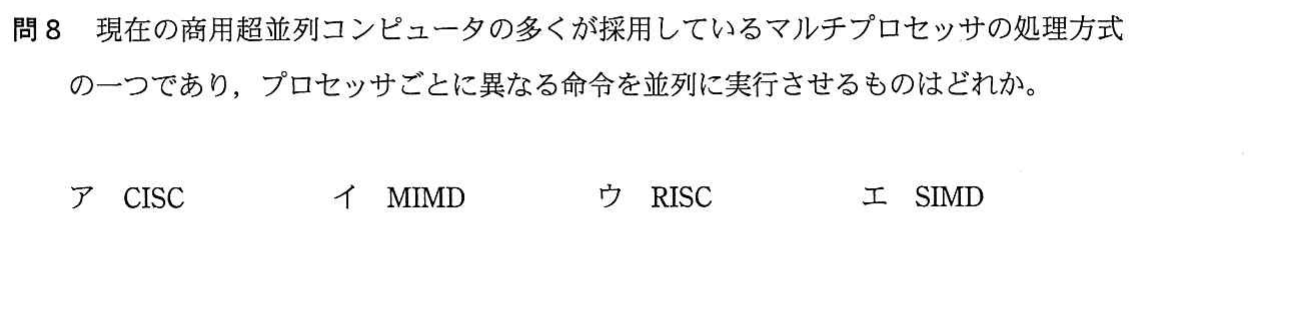 問8 現在の商用超並列コンピュータの多くが採用しているマルチプロセッサの処理方式
の一つであり，プロセッサごとに異なる命令を並列に実行させるものはどれか。
ア CISC イ MIMD ウ RISC エ SIMD